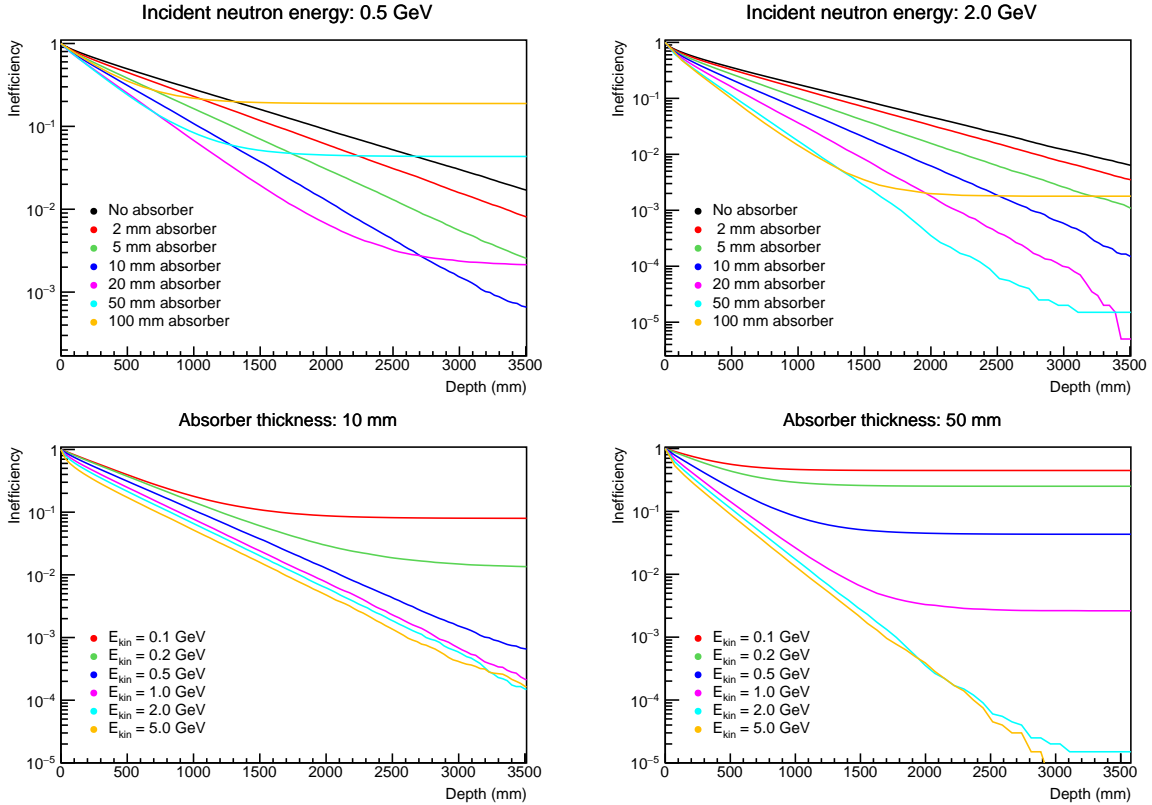 Incident neutron energy: 0.5 GeV
Inefficiency
1
10⁻¹
10⁻²
10⁻³
No absorber
2 mm absorber
5 mm absorber
10 mm absorber
20 mm absorber
50 mm absorber
100 mm absorber
0 500 1000 1500 2000 2500 3000 3500
Depth (mm)
Incident neutron energy: 2.0 GeV
Inefficiency
1
10⁻¹
10⁻²
10⁻³
10⁻⁴
10⁻⁵
No absorber
2 mm absorber
5 mm absorber
10 mm absorber
20 mm absorber
50 mm absorber
100 mm absorber
0 500 1000 1500 2000 2500 3000 3500
Depth (mm)
Absorber thickness: 10 mm
Inefficiency
1
10⁻¹
10⁻²
10⁻³
10⁻⁴
10⁻⁵
E_kin = 0.1 GeV
E_kin = 0.2 GeV
E_kin = 0.5 GeV
E_kin = 1.0 GeV
E_kin = 2.0 GeV
E_kin = 5.0 GeV
0 500 1000 1500 2000 2500 3000 3500
Depth (mm)
Absorber thickness: 50 mm
Inefficiency
1
10⁻¹
10⁻²
10⁻³
10⁻⁴
10⁻⁵
E_kin = 0.1 GeV
E_kin = 0.2 GeV
E_kin = 0.5 GeV
E_kin = 1.0 GeV
E_kin = 2.0 GeV
E_kin = 5.0 GeV
0 500 1000 1500 2000 2500 3000 3500
Depth (mm)